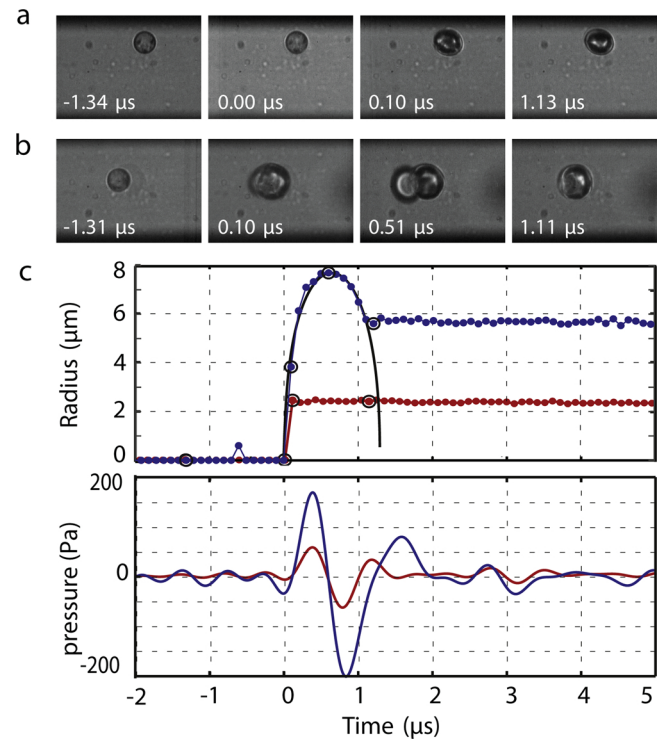 a
-1.34 µs
0.00 µs
0.10 µs
1.13 µs
b
-1.31 µs
0.10 µs
0.51 µs
1.11 µs
c
8
6
4
2
0
Radius (µm)
200
0
-200
pressure (Pa)
-2
-1
0
1
2
3
4
5
Time (µs)